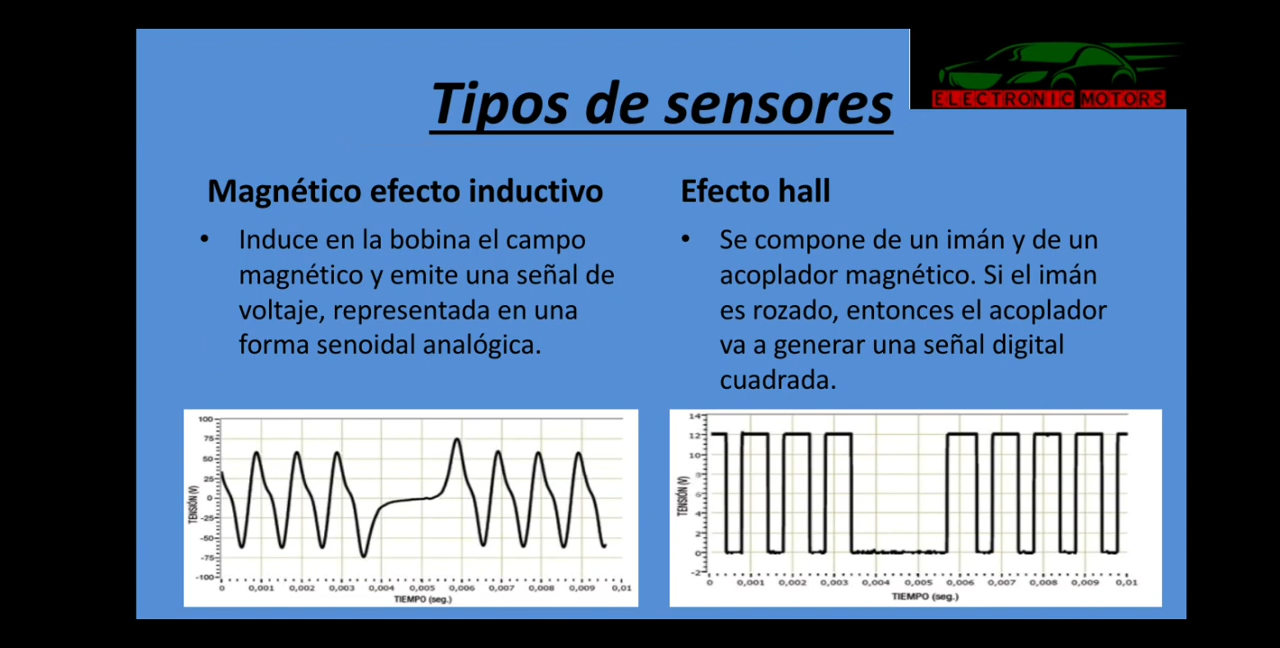 ELECTRONIC MOTORS
Tipos de sensores
Magnético efecto inductivo
• Induce en la bobina el campo
magnético y emite una señal de
voltaje, representada en una
forma senoidal analógica.
Efecto hall
• Se compone de un imán y de un
acoplador magnético. Si el imán
es rozado, entonces el acoplador
va a generar una señal digital
cuadrada.
TENSIÓN (V)
100
75
50
25
0
-25
-50
-75
-100
0 0,001 0,002 0,003 0,004 0,005 0,006 0,007 0,008 0,009 0,01
TIEMPO (seg.)
TENSIÓN (V)
14
12
10
8
6
4
2
0
-2
0 0,001 0,002 0,003 0,004 0,005 0,006 0,007 0,008 0,009 0,01
TIEMPO (seg.)